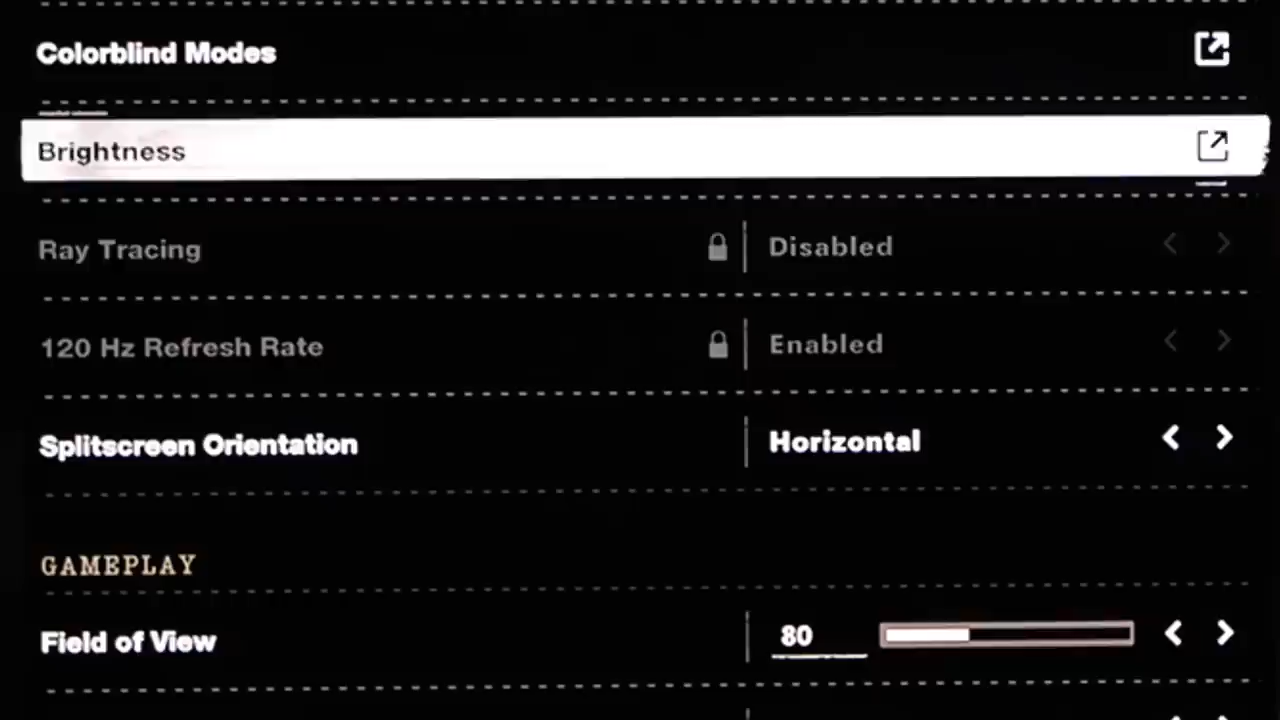 Colorblind Modes
Brightness
Ray Tracing Disabled
120 Hz Refresh Rate Enabled
Splitscreen Orientation Horizontal
GAMEPLAY
Field of View 80